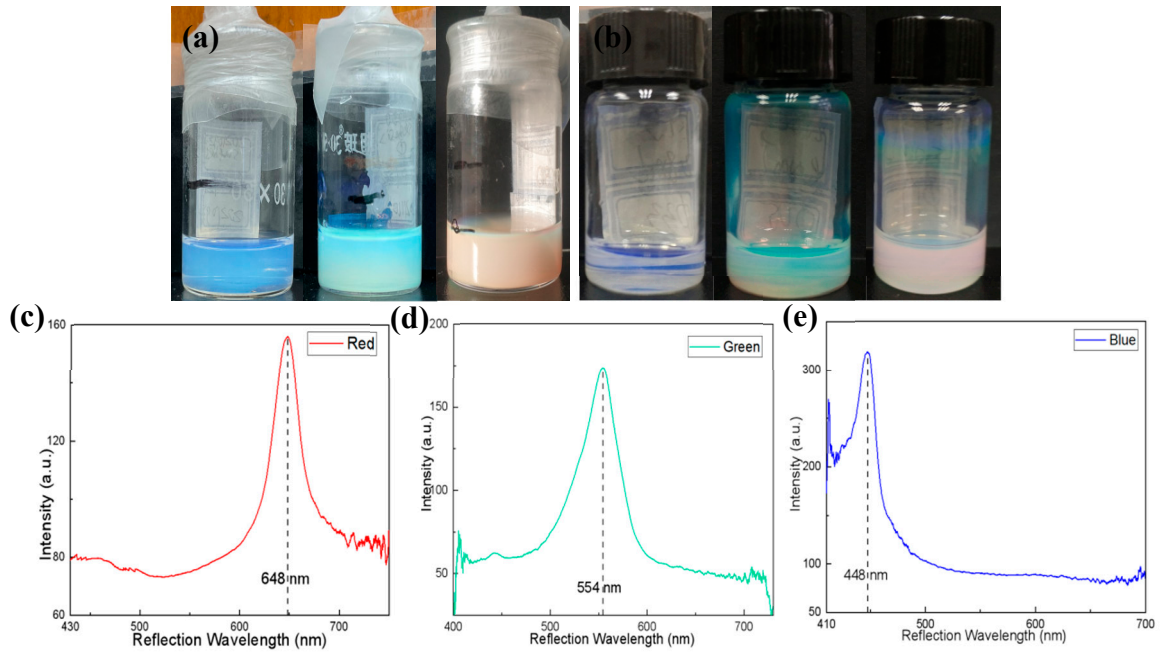 (a)
(b)
30
× 30
(c)
Red
160
120
80
60
Intensity (a.u.)
648 nm
430
500
600
700
Reflection Wavelength (nm)
(d)
Green
200
150
100
50
Intensity (a.u.)
554 nm
400
500
600
700
Reflection Wavelength (nm)
(e)
Blue
300
200
100
50
Intensity (a.u.)
448 nm
410
500
600
700
Reflection Wavelength (nm)